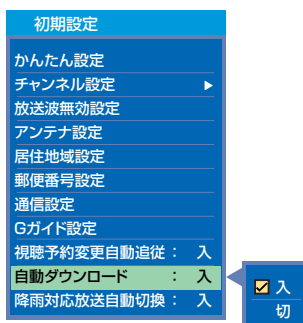 初期設定
かんたん設定
チャンネル設定
放送波無効設定
アンテナ設定
居住地域設定
郵便番号設定
通信設定
Gガイド設定
視聴予約変更自動追従： 入
自動ダウンロード ： 入
降雨対応放送自動切換： 入
入
切